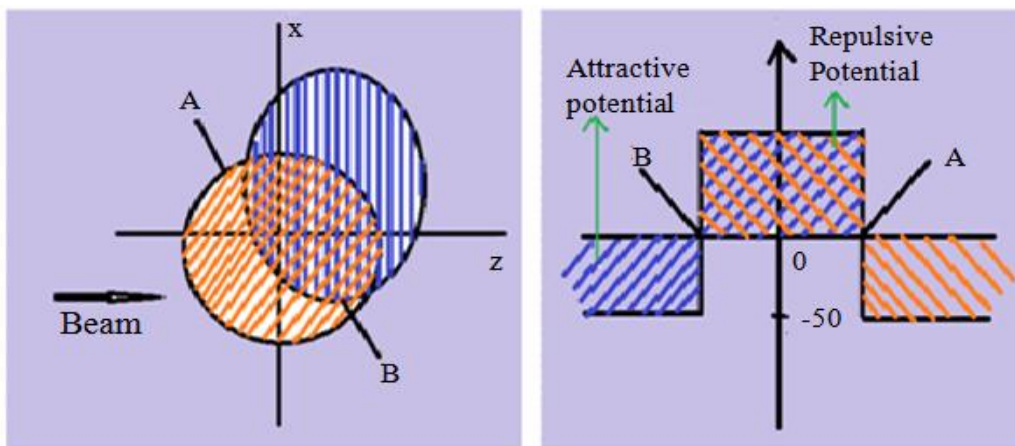 x
A
z
Beam
B
Repulsive
Potential
Attractive
potential
B
A
0
-50